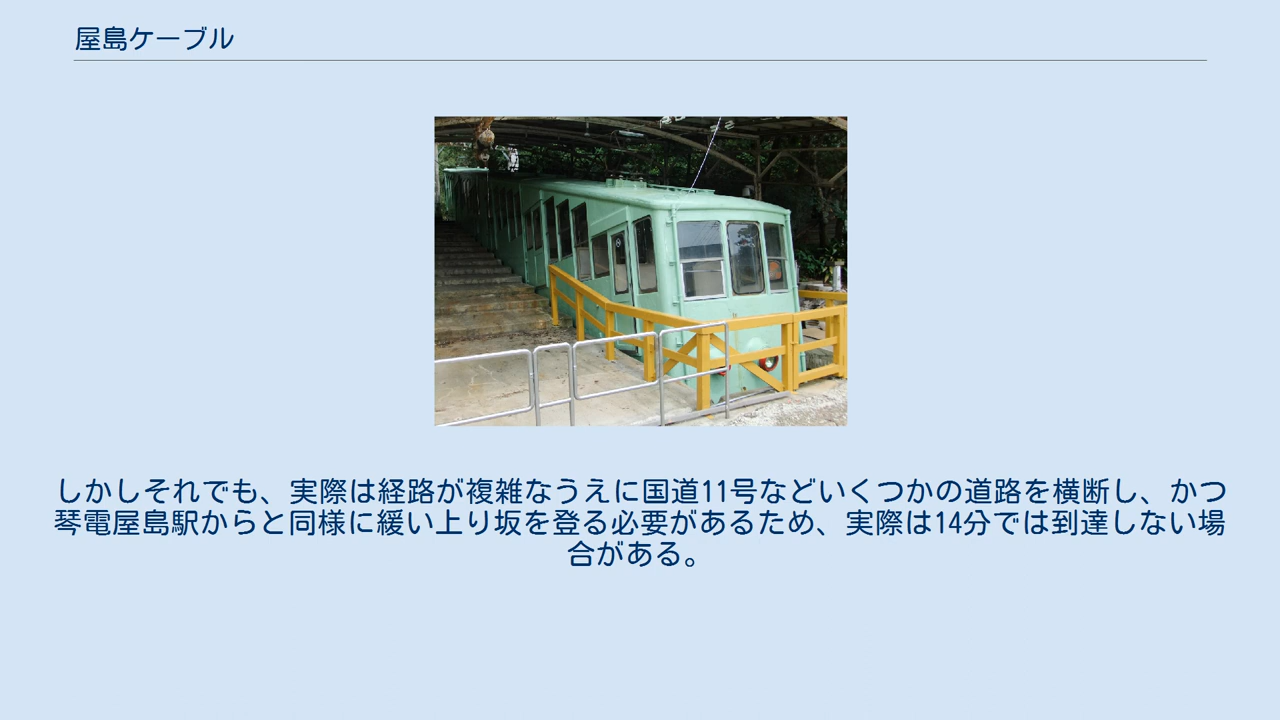 屋島ケーブル
しかしそれでも、実際は経路が複雑なうえに国道11号などいくつかの道路を横断し、かつ
琴電屋島駅からと同様に緩い上り坂を登る必要があるため、実際は14分では到達しない場
合がある。